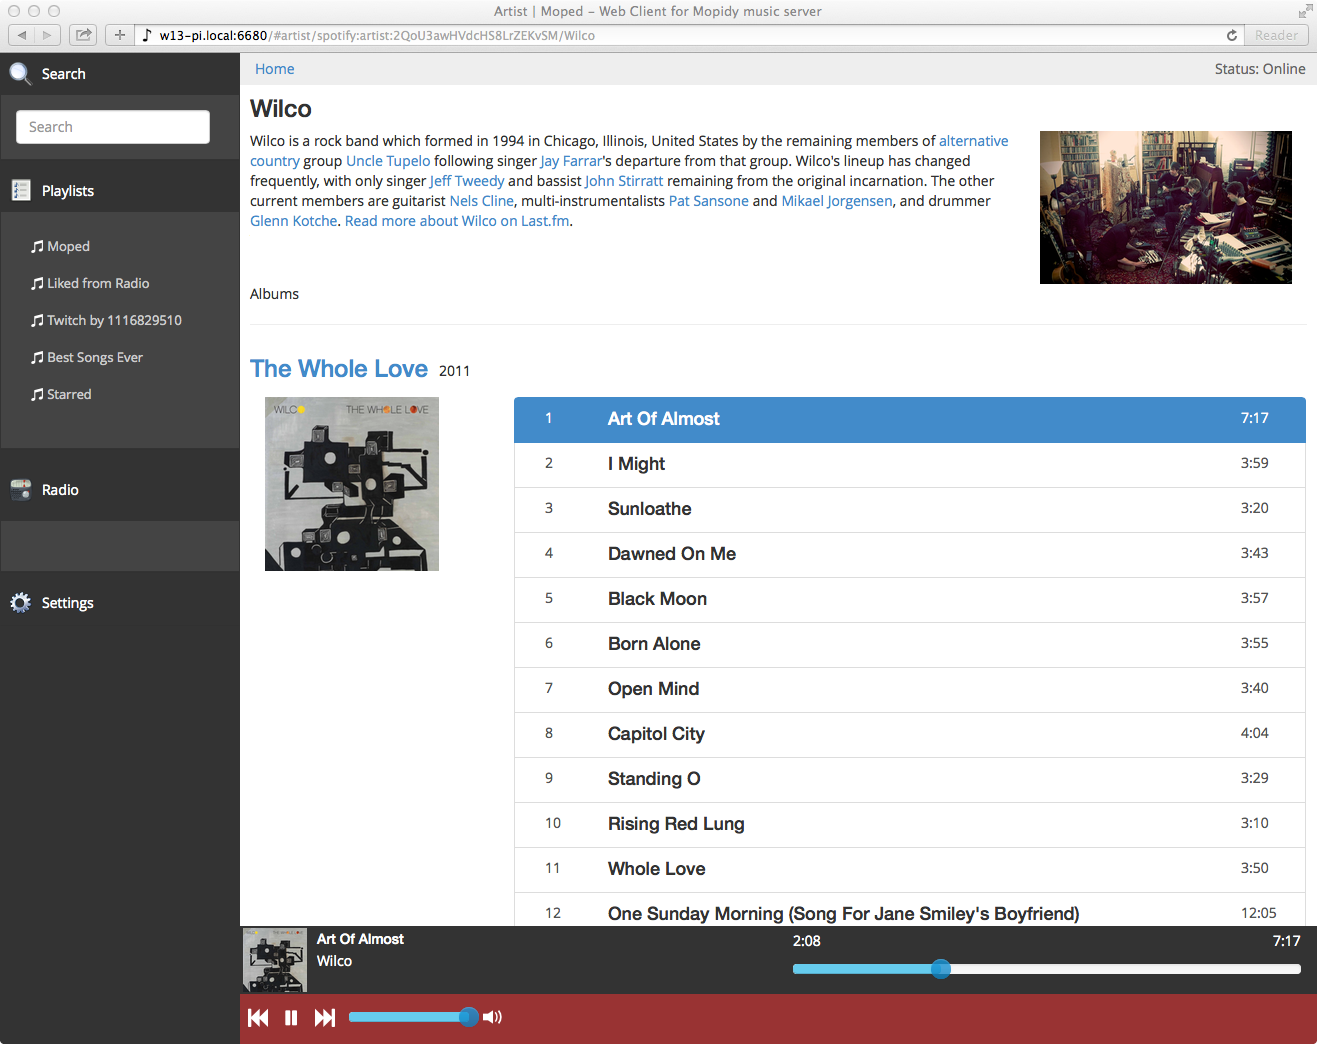 Artist | Moped – Web Client for Mopidy music server
w13-pi.local:6680/#artist/spotify:artist:2QoU3awHVdcHS8LrZEKvSM/Wilco
Reader
Search
Search
Playlists
Moped
Liked from Radio
Twitch by 1116829510
Best Songs Ever
Starred
Radio
Settings
Home
Status: Online
Wilco
Wilco is a rock band which formed in 1994 in Chicago, Illinois, United States by the remaining members of alternative
country group Uncle Tupelo following singer Jay Farrar's departure from that group. Wilco's lineup has changed
frequently, with only singer Jeff Tweedy and bassist John Stirratt remaining from the original incarnation. The other
current members are guitarist Nels Cline, multi-instrumentalists Pat Sansone and Mikael Jorgensen, and drummer
Glenn Kotche. Read more about Wilco on Last.fm.
Albums
The Whole Love 2011
WILCO THE WHOLE LOVE
1 Art Of Almost 7:17
2 I Might 3:59
3 Sunloathe 3:20
4 Dawned On Me 3:43
5 Black Moon 3:57
6 Born Alone 3:55
7 Open Mind 3:40
8 Capitol City 4:04
9 Standing O 3:29
10 Rising Red Lung 3:10
11 Whole Love 3:50
12 One Sunday Morning (Song For Jane Smiley's Boyfriend) 12:05
WILCO THE WHOLE LOVE
Art Of Almost
Wilco
2:08 7:17